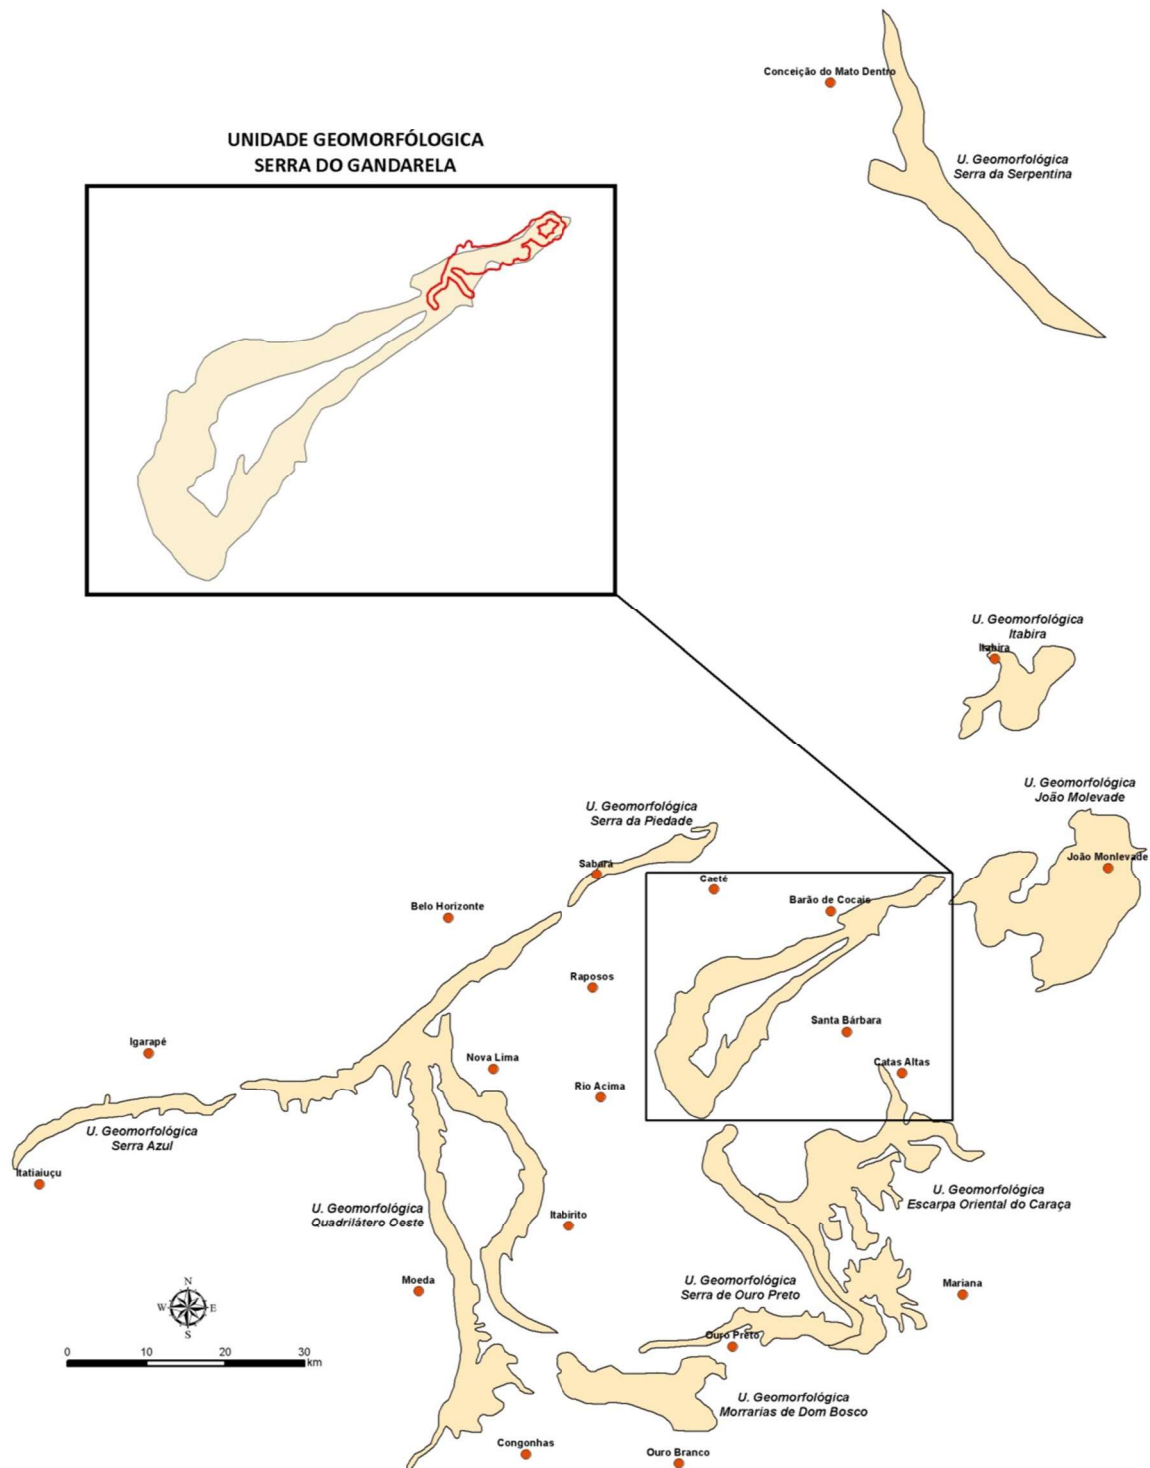 Conceição do Mato Dentro
UNIDADE GEOMORFÓLOGICA
SERRA DO GANDARELA
U. Geomorfológica
Serra da Serpentina
U. Geomorfológica
Itabira
Itabira
U. Geomorfológica
João Molevade
U. Geomorfológica
Serra da Piedade
João Monlevade
Sabará
Caeté
Barão de Cocais
Belo Horizonte
Raposos
Santa Bárbara
Igarapé
Nova Lima
Catas Altas
Rio Acima
U. Geomorfológica
Serra Azul
Itatiaiuçu
U. Geomorfológica
Escarpa Oriental do Caraça
U. Geomorfológica
Quadrilátero Oeste
Itabirito
Moeda
U. Geomorfológica
Serra de Ouro Preto
Mariana
N
W E
S
Ouro Preto
0 10 20 30
km
U. Geomorfológica
Morrarias de Dom Bosco
Congonhas
Ouro Branco